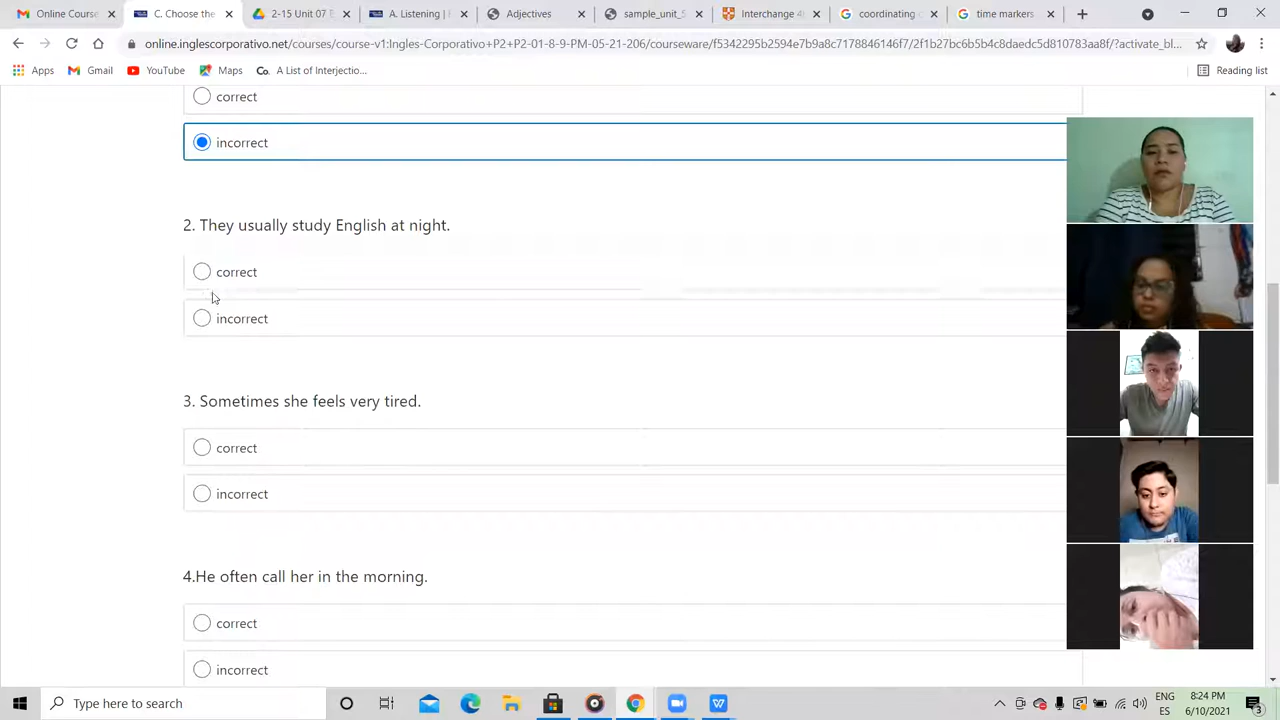 Online Course
C. Choose the
2-15 Unit 07 E
A. Listening |
Adjectives
sample_unit_5
Interchange 4t
coordinating c
time markers
online.inglescorporativo.net/courses/course-v1:Ingles-Corporativo+P2+P2-M-8-9-PM-05-21-206/courseware/f5342295b2594e7b9a8c7178846146f7/2f1b27bc6b5b4c8daedc5d810783aa8f/?activate_bl...
Apps
Gmail
YouTube
Maps
Co.
A List of Interjectio...
Reading list
correct
incorrect
2. They usually study English at night.
correct
incorrect
3. Sometimes she feels very tired.
correct
incorrect
4.He often call her in the morning.
correct
incorrect
Type here to search
ENG
ES
8:24 PM
6/10/2021
3